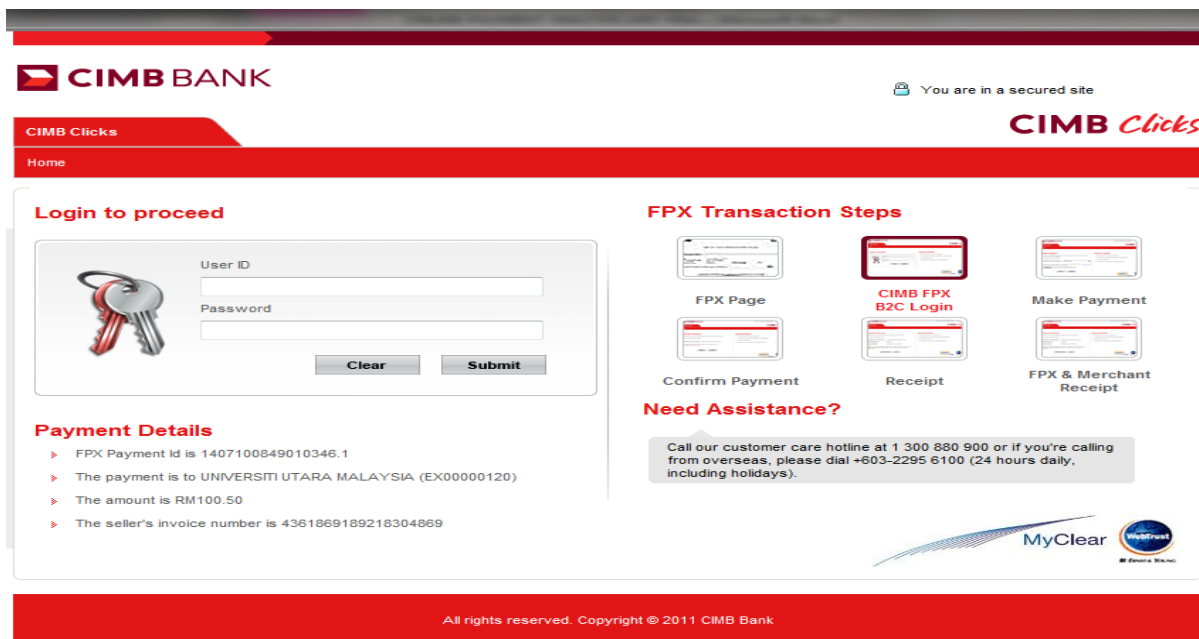 CIMB BANK
You are in a secured site
CIMB Clicks
CIMB Clicks
Home
Login to proceed
User ID
Password
Clear
Submit
Payment Details
FPX Payment Id is 1407100849010346.1
The payment is to UNIVERSITI UTARA MALAYSIA (EX00000120)
The amount is RM100.50
The seller's invoice number is 4361869189218304869
FPX Transaction Steps
FPX Page
CIMB FPX
B2C Login
Make Payment
Confirm Payment
Receipt
FPX & Merchant
Receipt
Need Assistance?
Call our customer care hotline at 1 300 880 900 or if you're calling
from overseas, please dial +603-2295 6100 (24 hours daily,
including holidays).
MyClear
WebTrust
Ernst & Young
All rights reserved. Copyright © 2011 CIMB Bank